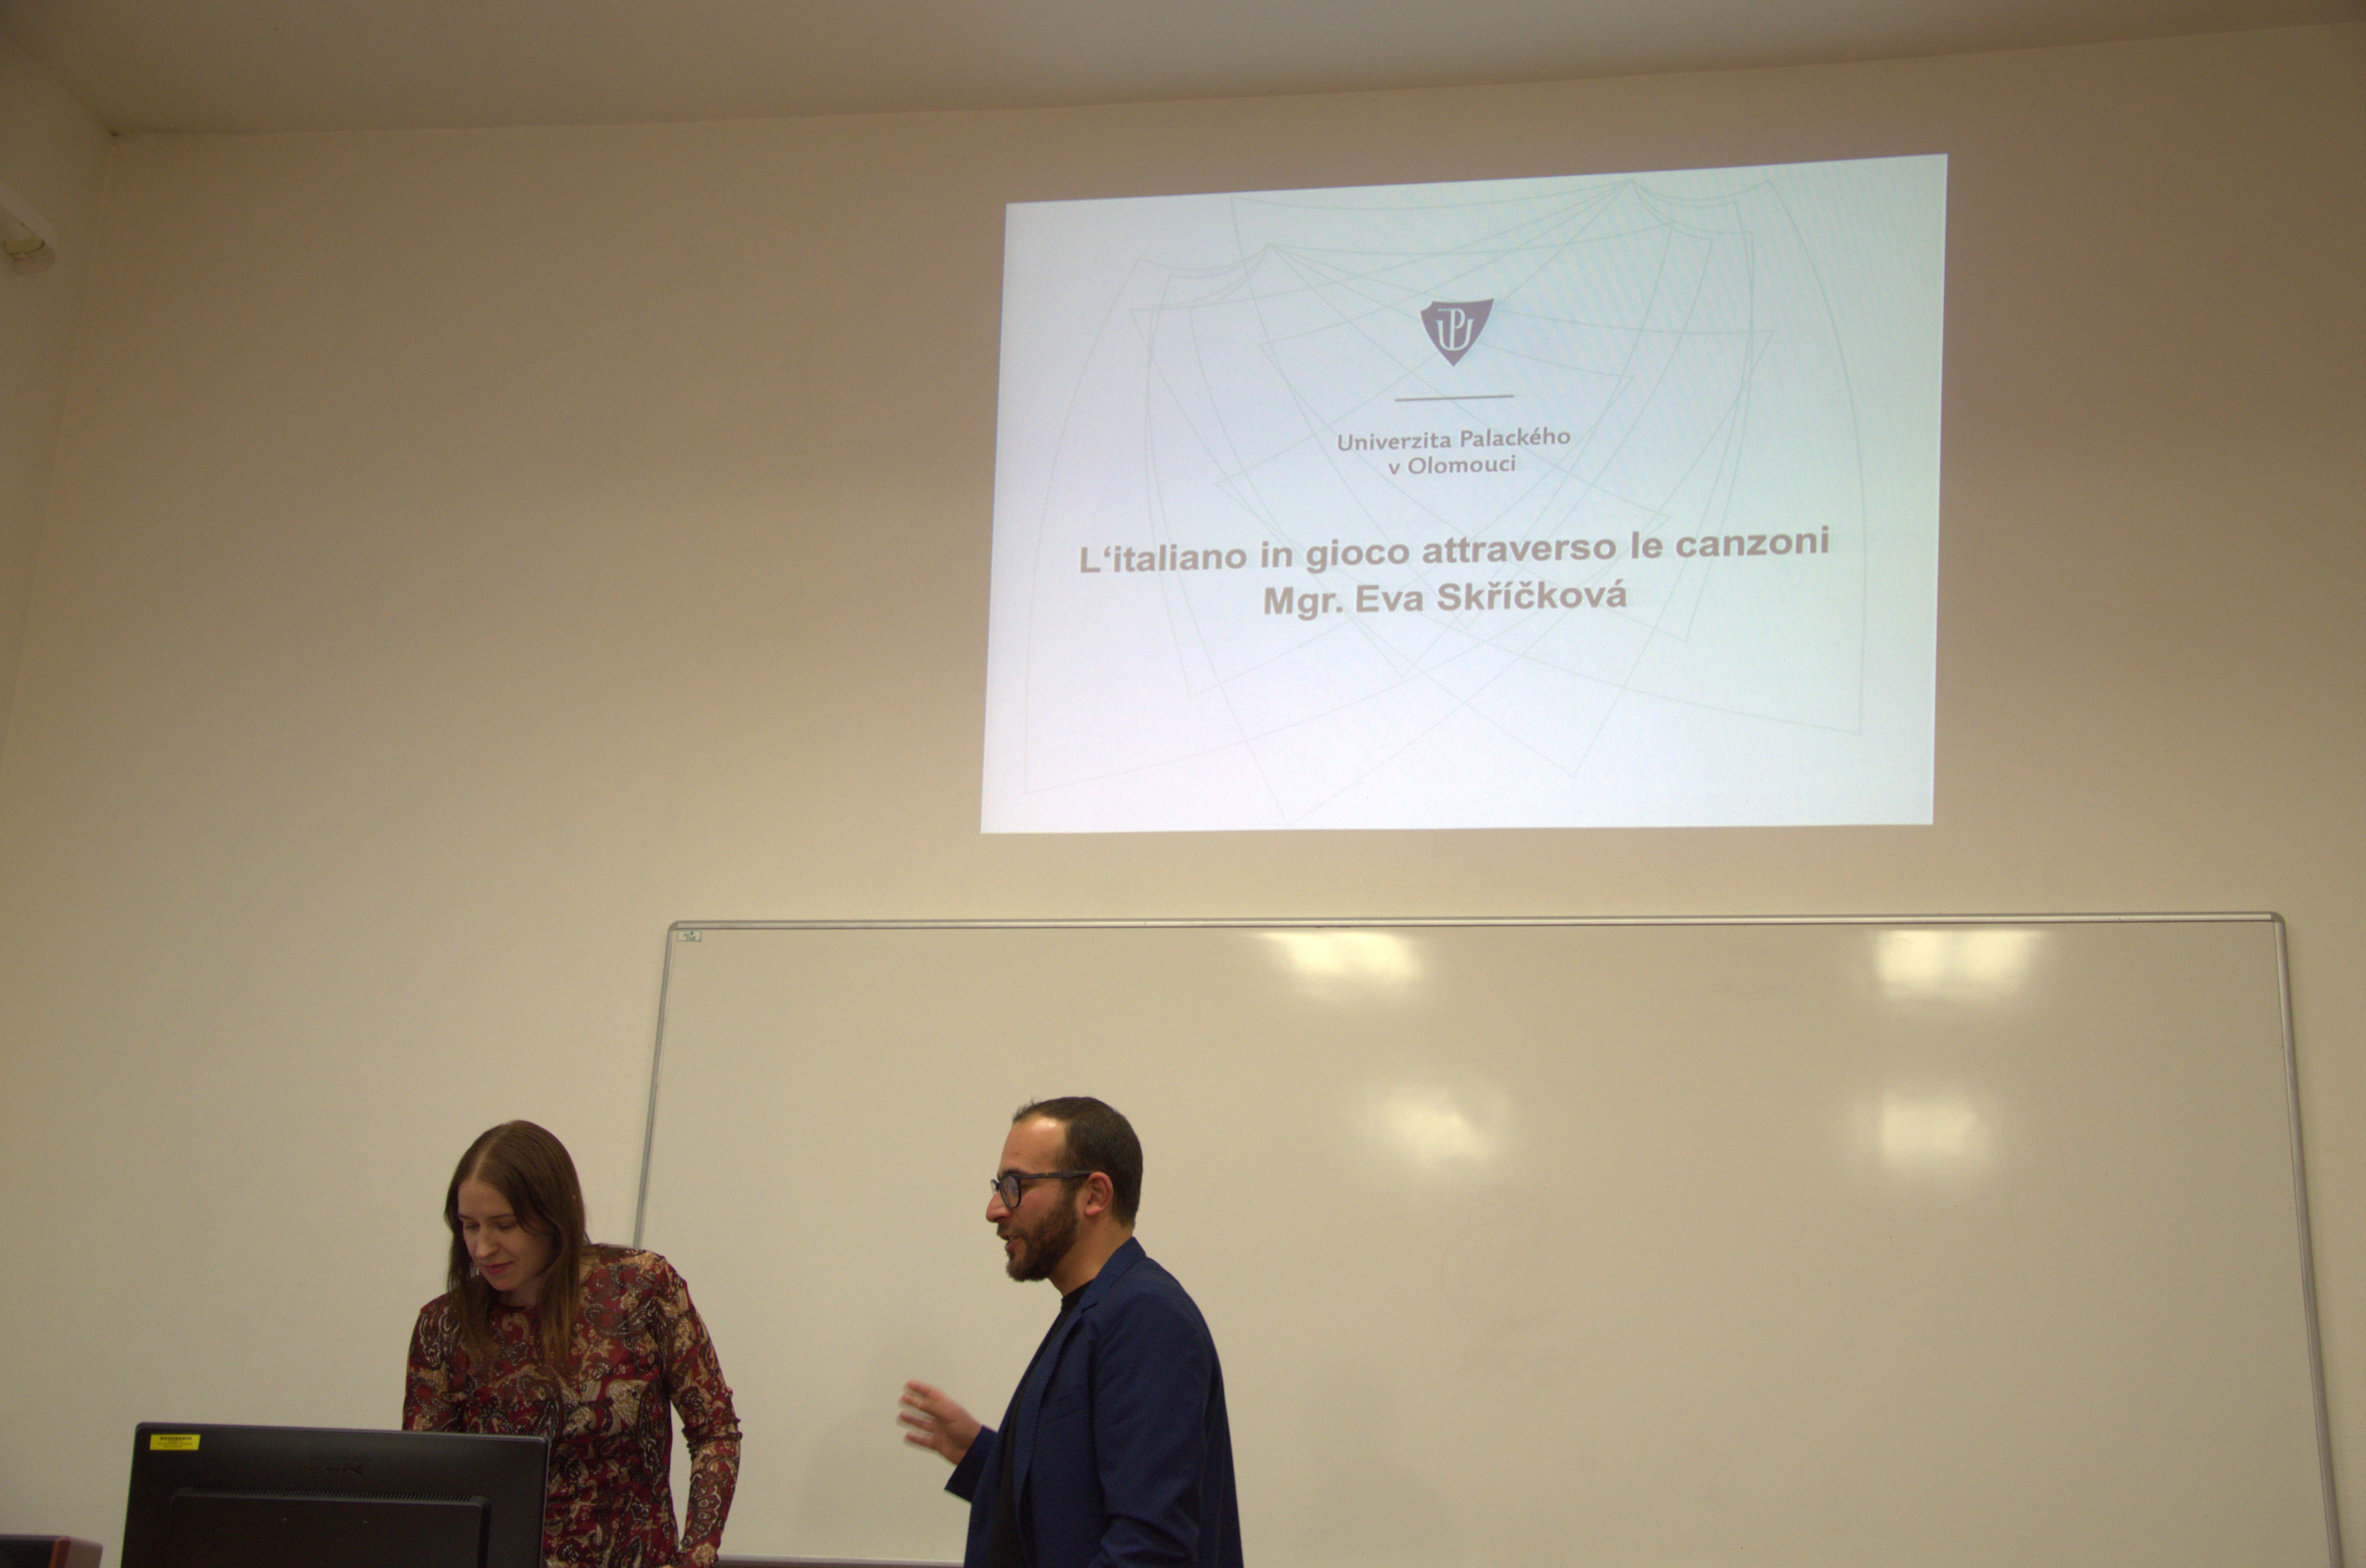 UP
Univerzita Palackého
v Olomouci
L‘italiano in gioco attraverso le canzoni
Mgr. Eva Skříčková